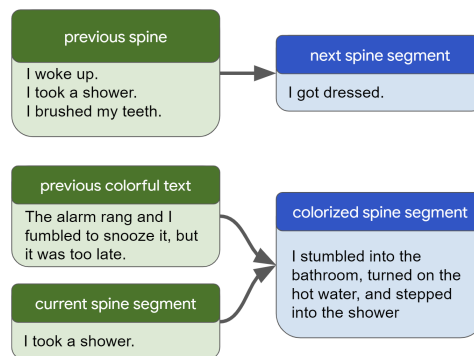 previous spine
I woke up.
I took a shower.
I brushed my teeth.
next spine segment
I got dressed.
previous colorful text
The alarm rang and I
fumbled to snooze it, but
it was too late.
current spine segment
I took a shower.
colorized spine segment
I stumbled into the
bathroom, turned on the
hot water, and stepped
into the shower